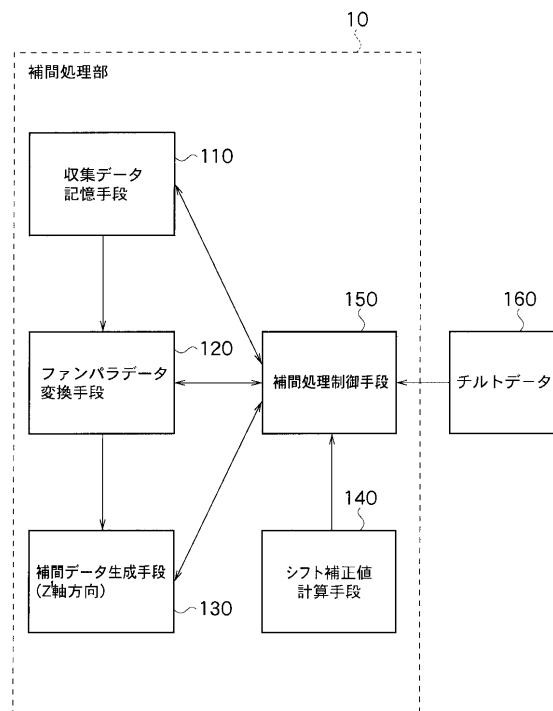 10
補間処理部
110
収集データ
記憶手段
150
160
120
ファンパラデータ
変換手段
補間処理制御手段
チルトデータ
140
補間データ生成手段
(Z'軸方向)
130
シフト補正値
計算手段